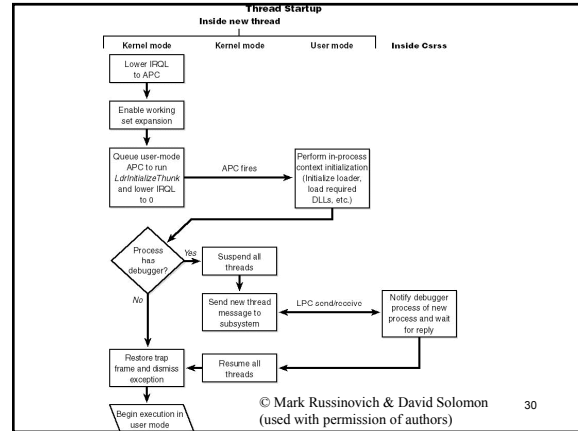 Thread Startup
Inside new thread
Kernel mode
Kernel mode
User mode
Inside Csrss
Lower IRQL
to APC
Enable working
set expansion
Queue user-mode
APC to run
LdrInitializeThunk
and lower IRQL
to 0
APC fires
Perform in-process
context initialization
(Initialize loader,
load required
DLLs, etc.)
Process
has
debugger?
Yes
No
Suspend all
threads
Send new thread
message to
subsystem
LPC send/receive
Notify debugger
process of new
process and wait
for reply
Restore trap
frame and dismiss
exception
Resume all
threads
Begin execution in
user mode
© Mark Russinovich & David Solomon
(used with permission of authors)
30